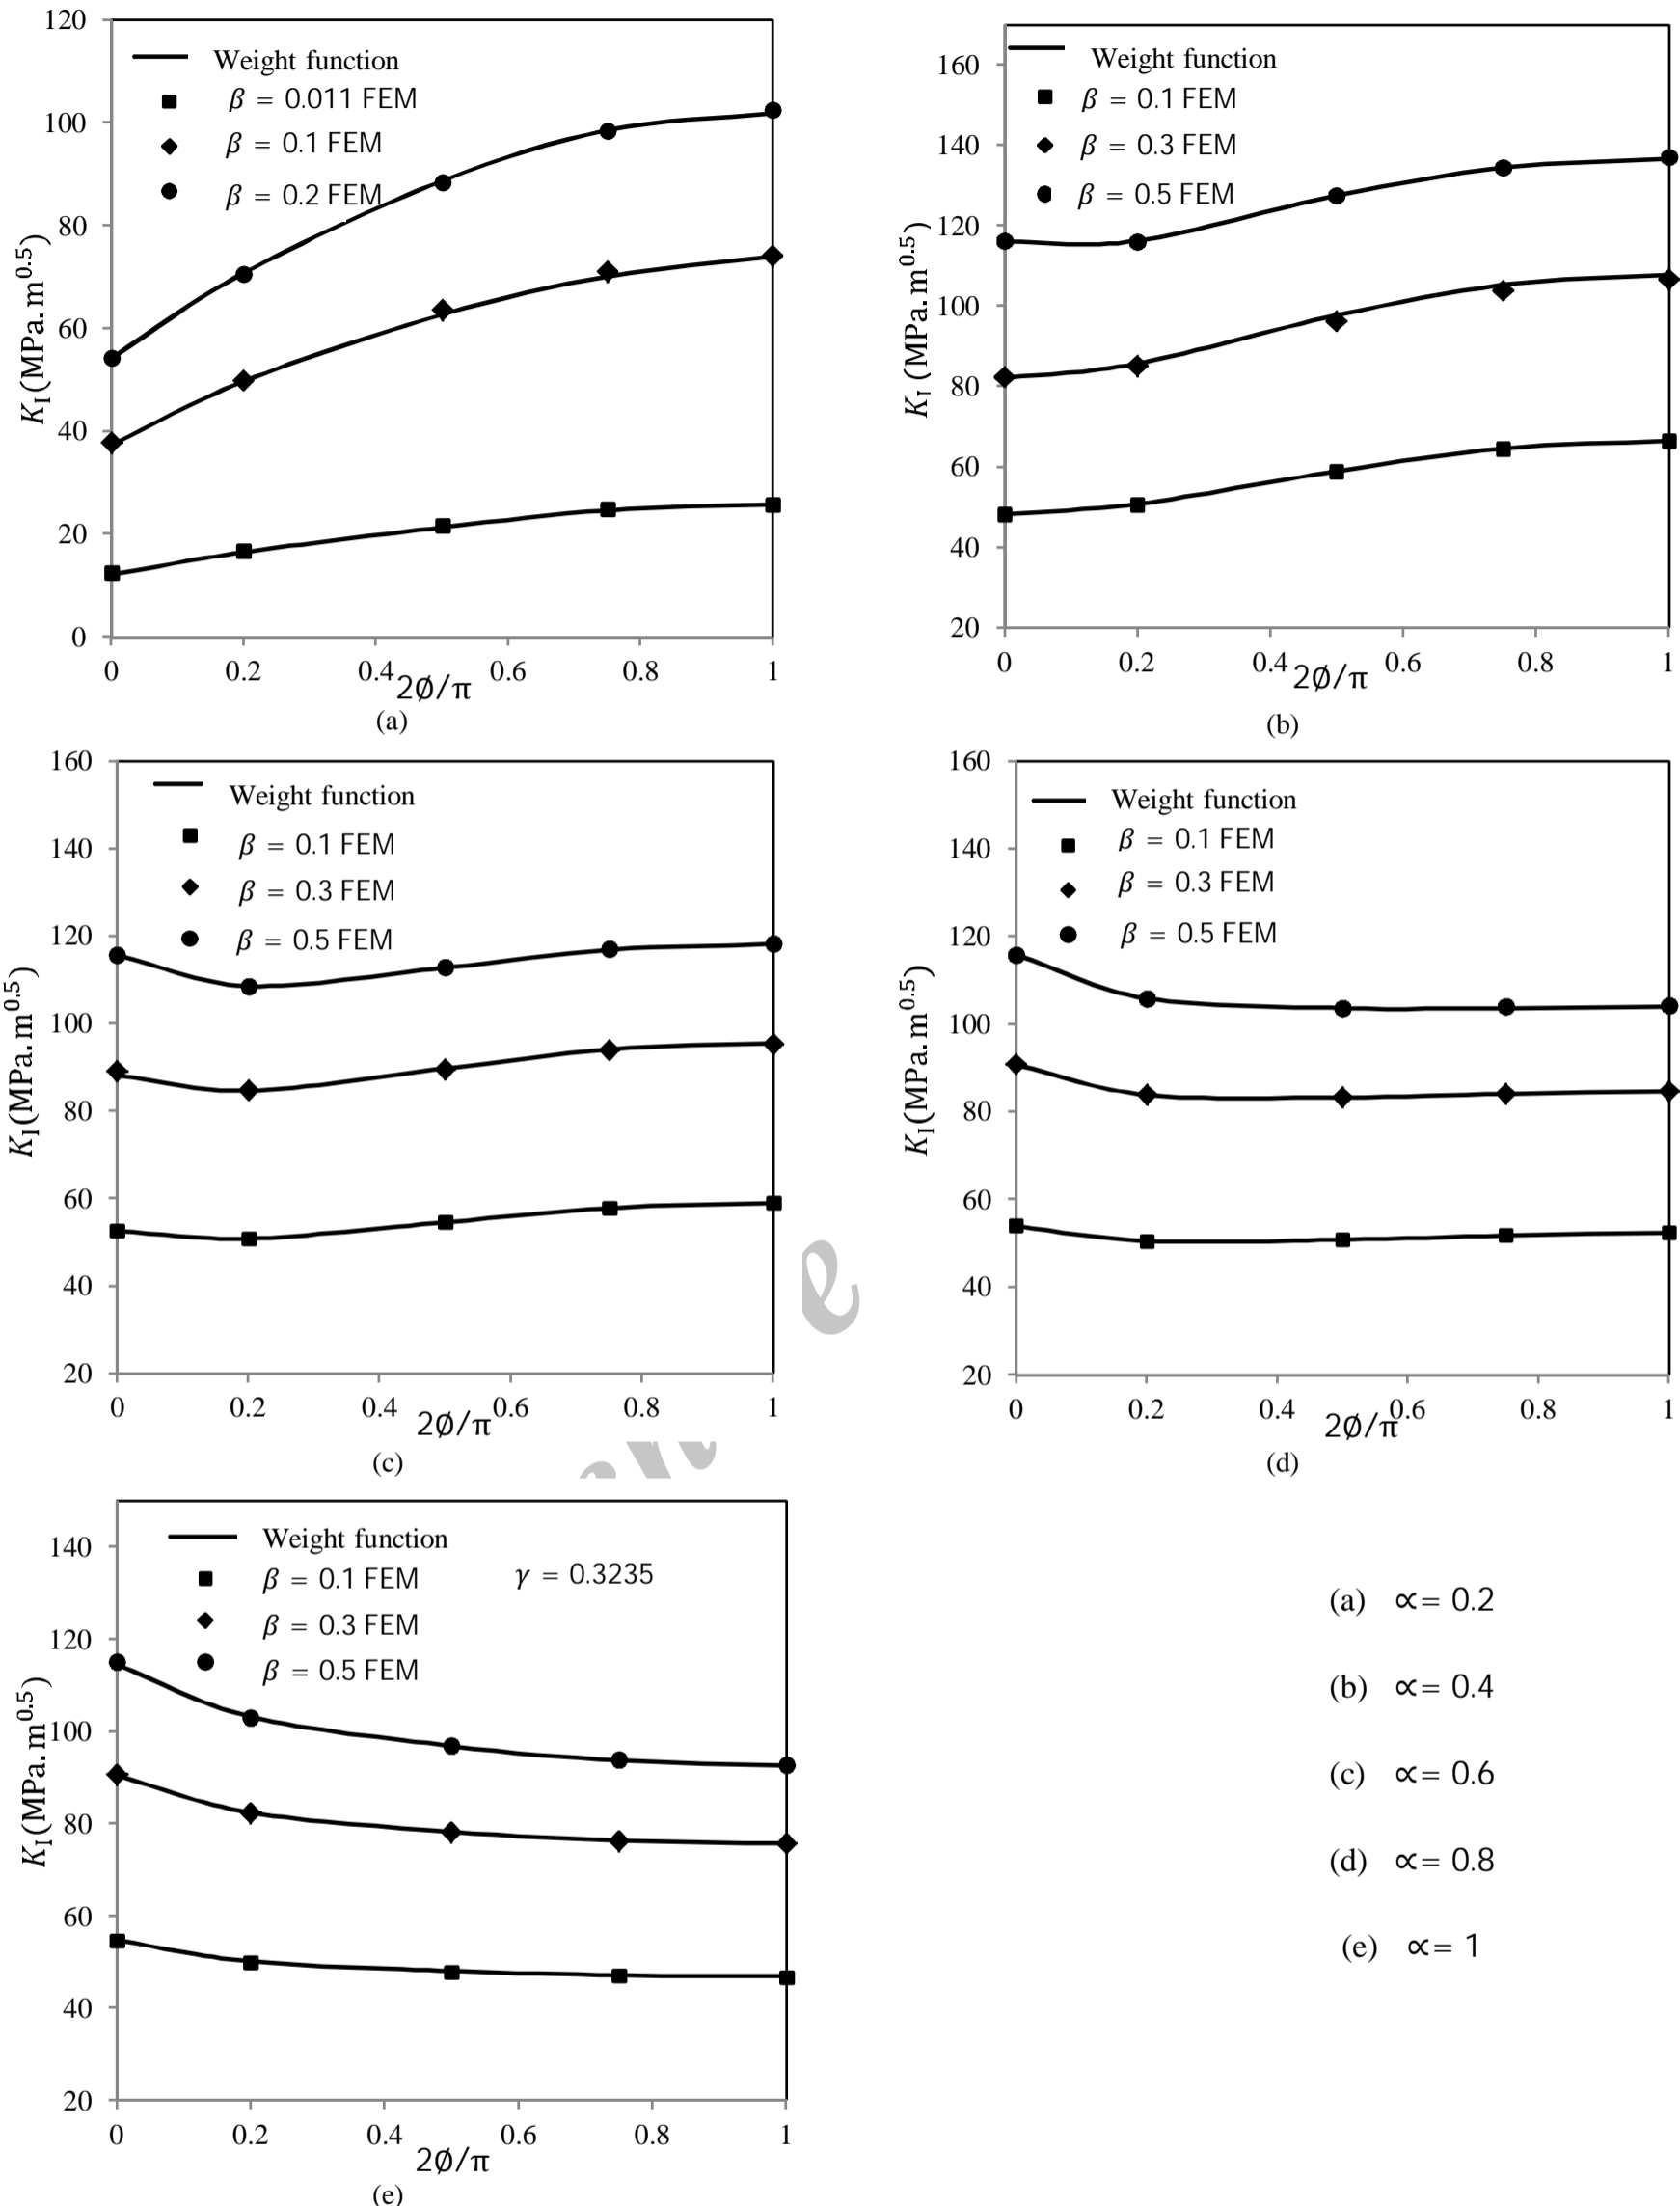 120
100
80
60
40
20
0
Weight function
β = 0.011 FEM
β = 0.1 FEM
β = 0.2 FEM
K_I(MPa.m^0.5)
0 0.2 0.4 0.6 0.8 1
2Ø/π
(a)
160
140
120
100
80
60
40
20
Weight function
β = 0.1 FEM
β = 0.3 FEM
β = 0.5 FEM
K_I (MPa.m^0.5)
0 0.2 0.4 0.6 0.8 1
2Ø/π
(b)
160
140
120
100
80
60
40
20
Weight function
β = 0.1 FEM
β = 0.3 FEM
β = 0.5 FEM
K_I(MPa.m^0.5)
0 0.2 0.4 0.6 0.8 1
2Ø/π
(c)
160
140
120
100
80
60
40
20
Weight function
β = 0.1 FEM
β = 0.3 FEM
β = 0.5 FEM
K_I(MPa.m^0.5)
0 0.2 0.4 0.6 0.8 1
2Ø/π
(d)
140
120
100
80
60
40
20
Weight function
β = 0.1 FEM
γ = 0.3235
β = 0.3 FEM
β = 0.5 FEM
K_I(MPa.m^0.5)
0 0.2 0.4 0.6 0.8 1
2Ø/π
(e)
(a) ∝= 0.2
(b) ∝= 0.4
(c) ∝= 0.6
(d) ∝= 0.8
(e) ∝= 1